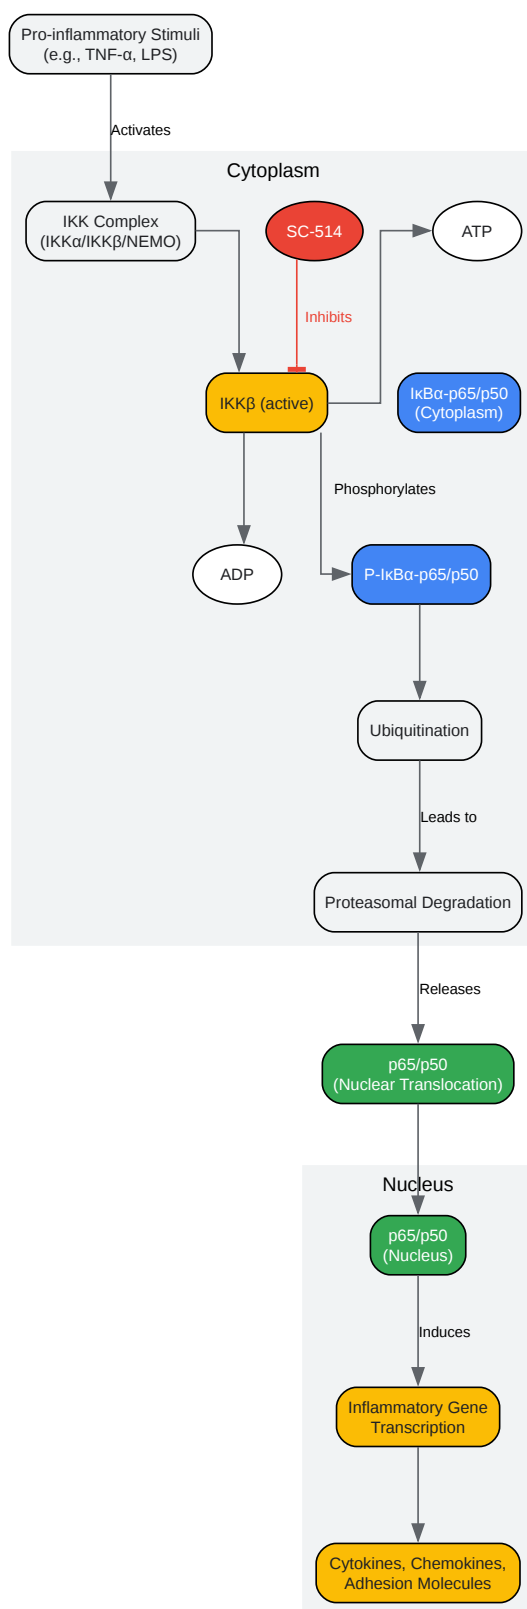 Pro-inflammatory Stimuli
(e.g., TNF-α, LPS)
Activates
Cytoplasm
IKK Complex
(IKKα/IKKβ/NEMO)
SC-514
ATP
Inhibits
IKKβ (active)
IκBα-p65/p50
(Cytoplasm)
Phosphorylates
ADP
P-IκBα-p65/p50
Ubiquitination
Leads to
Proteasomal Degradation
Releases
p65/p50
(Nuclear Translocation)
Nucleus
p65/p50
(Nucleus)
Induces
Inflammatory Gene
Transcription
Cytokines, Chemokines,
Adhesion Molecules